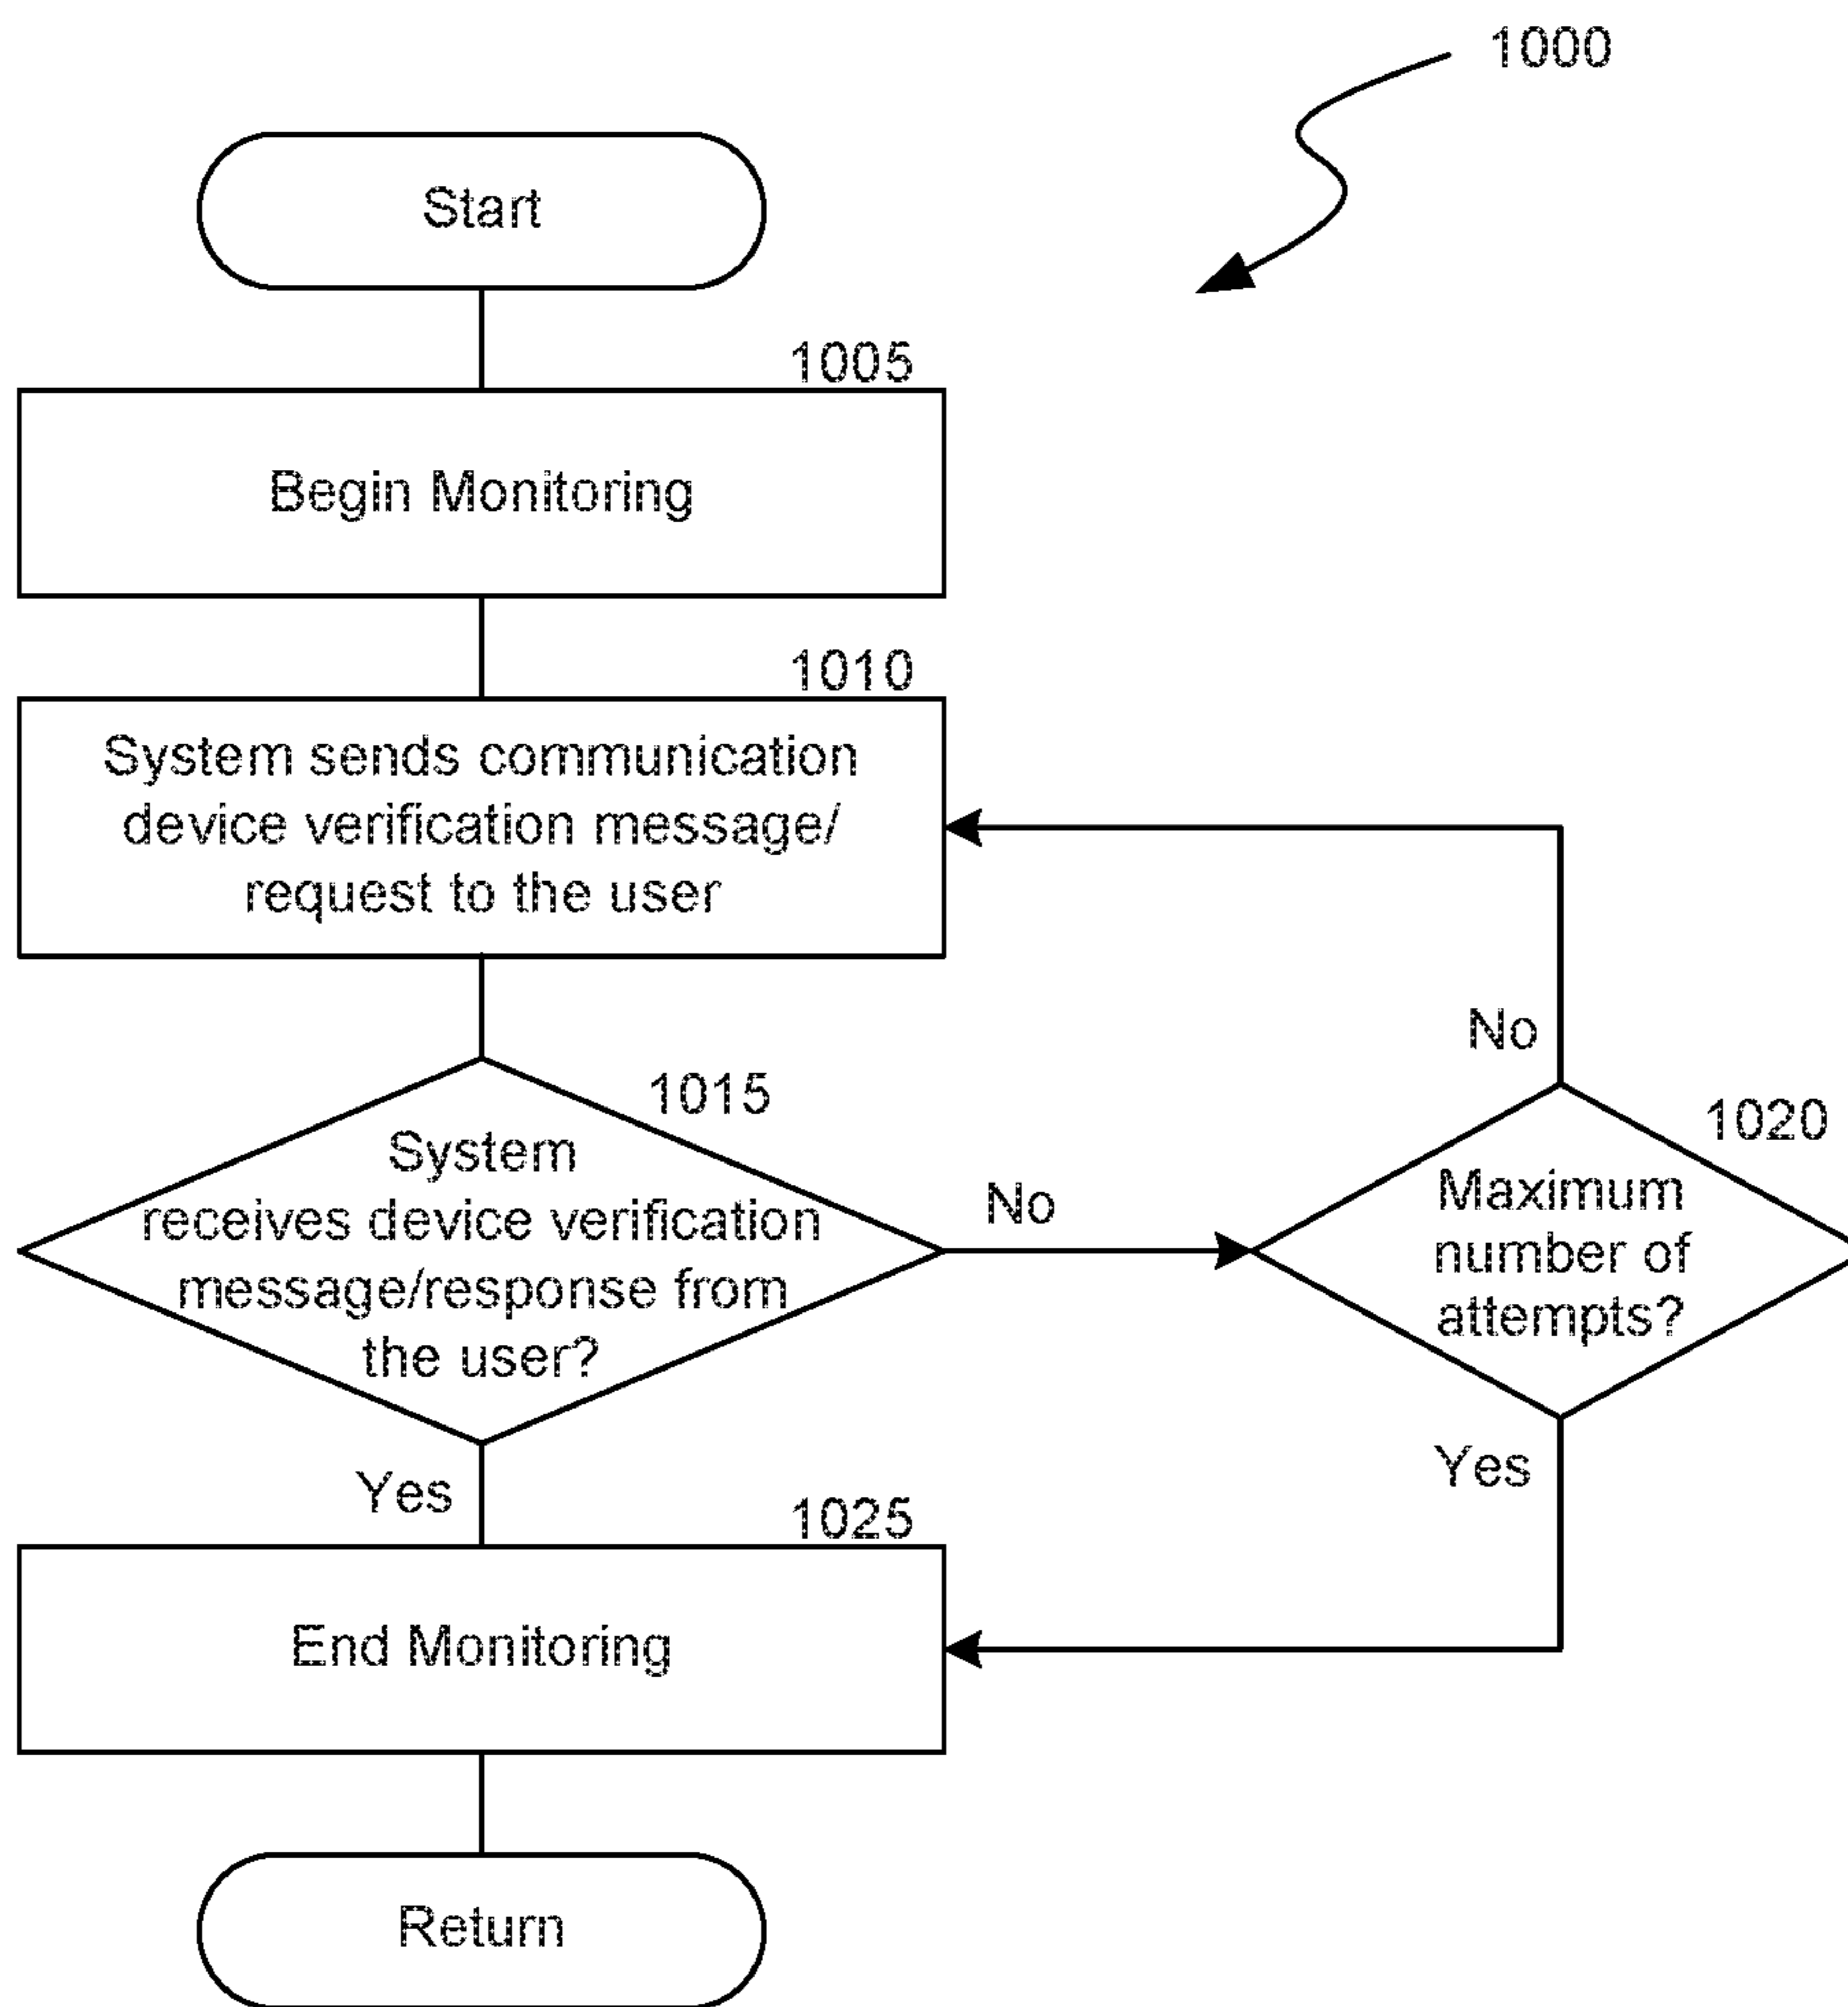 1000
Start
1005
Begin Monitoring
1010
System sends communication
device verification message/
request to the user
No
1015
1020
System
receives device verification
message/response from
the user?
No
Maximum
number of
attempts?
Yes
Yes
1025
End Monitoring
Return